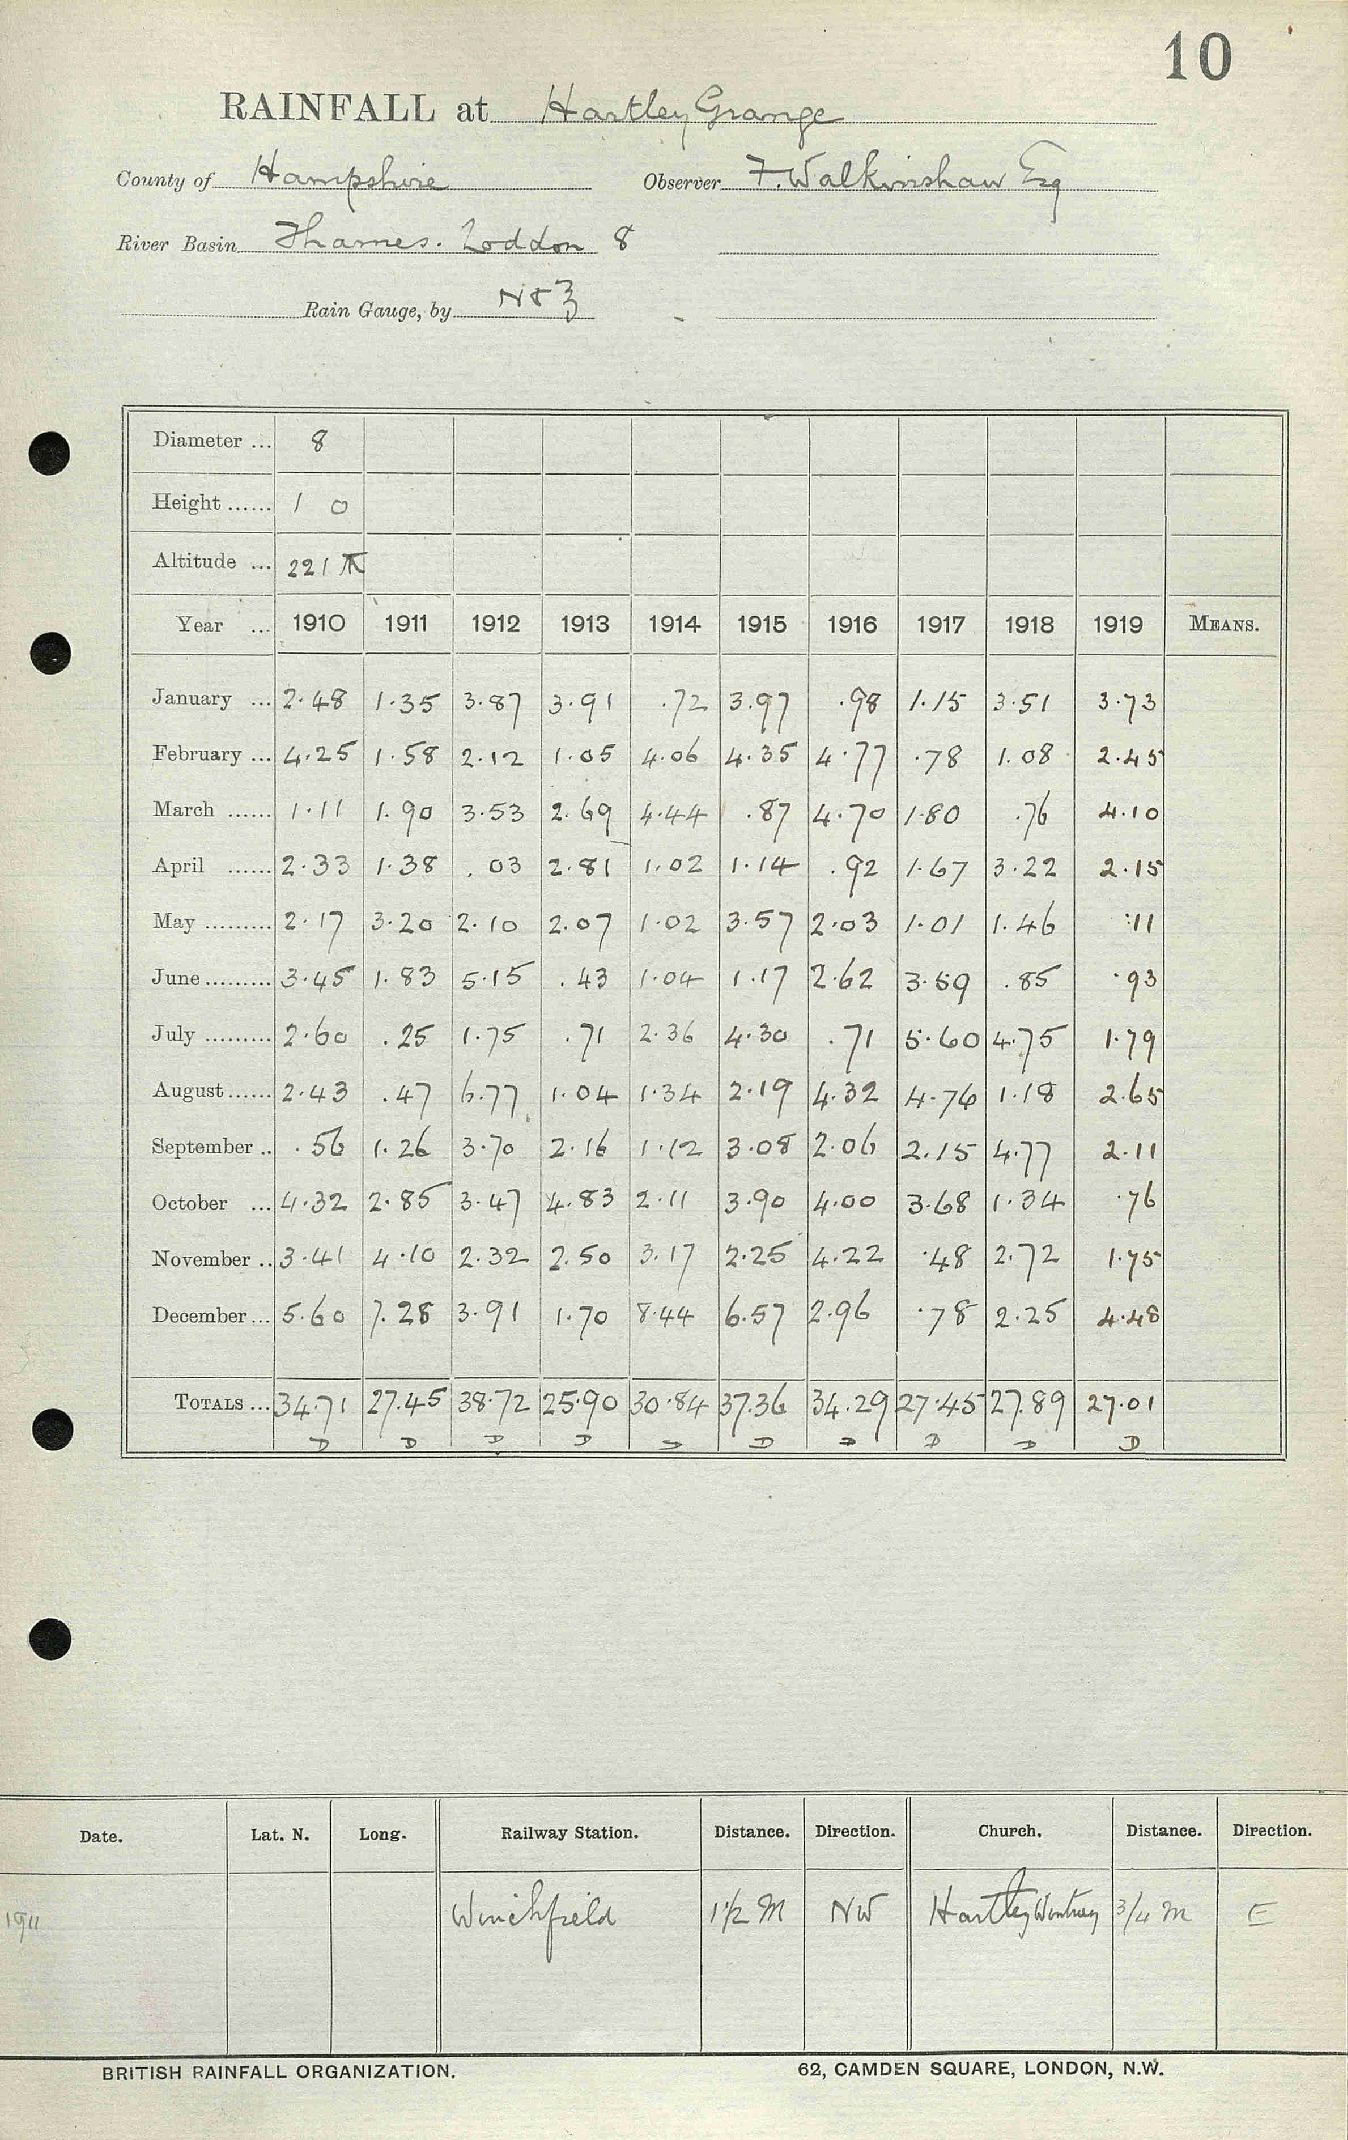 10
RAINFALL at Hartley Grange
County of Hampshire Observer F. Walkinshaw Esq
River Basin Thames. Loddon 8
Rain Gauge, by N & Z
Diameter ... 8
Height ...... 1 0
Altitude ... 221
Year ... 1910 1911 1912 1913 1914 1915 1916 1917 1918 1919 MEANS.
January ... 2.48 1.35 3.87 3.91 .72 3.97 .98 1.15 3.51 3.73
February ... 4.25 1.58 2.12 1.05 4.06 4.35 4.77 .78 1.08 2.45
March ...... 1.11 1.90 3.53 2.69 4.44 .87 4.70 1.80 .76 4.10
April ...... 2.33 1.38 .03 2.81 1.02 1.14 .92 1.67 3.22 2.15
May ......... 2.17 3.20 2.10 2.07 1.02 3.57 2.03 1.01 1.46 .11
June ......... 3.45 1.83 5.15 .43 1.04 1.17 2.62 3.59 .85 .93
July ......... 2.60 .25 1.75 .71 2.36 4.30 .71 5.60 4.75 1.79
August ...... 2.43 .47 6.77 1.04 1.34 2.19 4.32 4.76 1.18 2.65
September .. .56 1.26 3.70 2.16 1.12 3.08 2.06 2.15 4.77 2.11
October ... 4.32 2.85 3.47 4.83 2.11 3.90 4.00 3.68 1.34 .76
November .. 3.41 4.10 2.32 2.50 3.17 2.25 4.22 .48 2.72 1.75
December ... 5.60 7.28 3.91 1.70 8.44 6.57 2.96 .78 2.25 4.48
TOTALS ... 34.71 27.45 38.72 25.90 30.84 37.36 34.29 27.45 27.89 27.01
D D D D D D D D D D
Date. Lat. N. Long. Railway Station. Distance. Direction. Church. Distance. Direction.
1911 Winchfield 1 1/2 M NW Hartley Wintney 3/4 M E
BRITISH RAINFALL ORGANIZATION. 62, CAMDEN SQUARE, LONDON, N.W.